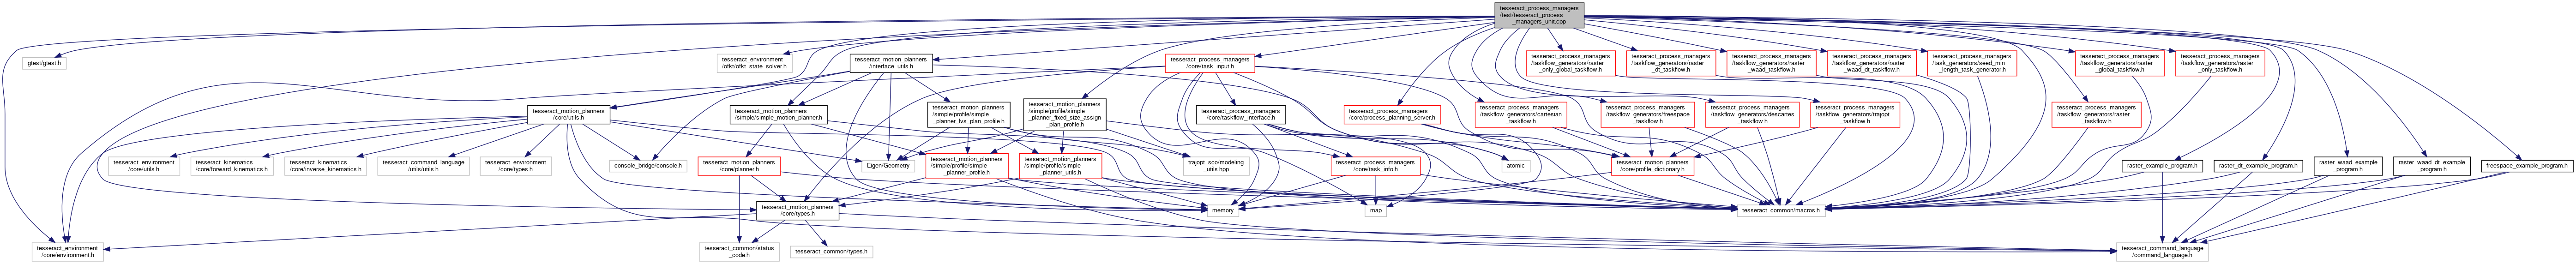 tesseract_process_managers
/test/tesseract_process
_managers_unit.cpp
gtest/gtest.h
tesseract_environment
/ofkt/ofkt_state_solver.h
tesseract_motion_planners
/interface_utils.h
tesseract_process_managers
/core/task_input.h
tesseract_process_managers
/taskflow_generators/raster
_only_global_taskflow.h
tesseract_process_managers
/taskflow_generators/raster
_dt_taskflow.h
tesseract_process_managers
/taskflow_generators/raster
_waad_taskflow.h
tesseract_process_managers
/taskflow_generators/raster
_waad_dt_taskflow.h
tesseract_process_managers
/task_generators/seed_min
_length_task_generator.h
tesseract_process_managers
/taskflow_generators/raster
_global_taskflow.h
tesseract_process_managers
/taskflow_generators/raster
_only_taskflow.h
tesseract_motion_planners
/core/utils.h
tesseract_motion_planners
/simple/simple_motion_planner.h
tesseract_motion_planners
/simple/profile/simple
_planner_lvs_plan_profile.h
tesseract_motion_planners
/simple/profile/simple
_planner_fixed_size_assign
_plan_profile.h
tesseract_process_managers
/core/taskflow_interface.h
tesseract_process_managers
/core/process_planning_server.h
tesseract_process_managers
/taskflow_generators/cartesian
_taskflow.h
tesseract_process_managers
/taskflow_generators/freespace
_taskflow.h
tesseract_process_managers
/taskflow_generators/descartes
_taskflow.h
tesseract_process_managers
/taskflow_generators/trajopt
_taskflow.h
tesseract_process_managers
/taskflow_generators/raster
_taskflow.h
tesseract_environment
/core/utils.h
tesseract_kinematics
/core/forward_kinematics.h
tesseract_kinematics
/core/inverse_kinematics.h
tesseract_command_language
/utils/utils.h
tesseract_environment
/core/types.h
console_bridge/console.h
tesseract_motion_planners
/core/planner.h
Eigen/Geometry
tesseract_motion_planners
/simple/profile/simple
_planner_profile.h
tesseract_motion_planners
/simple/profile/simple
_planner_utils.h
trajopt_sco/modeling
_utils.hpp
tesseract_process_managers
/core/task_info.h
atomic
tesseract_motion_planners
/core/profile_dictionary.h
raster_example_program.h
raster_dt_example_program.h
raster_waad_example
_program.h
raster_waad_dt_example
_program.h
freespace_example_program.h
tesseract_motion_planners
/core/types.h
memory
map
tesseract_common/macros.h
tesseract_environment
/core/environment.h
tesseract_common/status
_code.h
tesseract_common/types.h
tesseract_command_language
/command_language.h